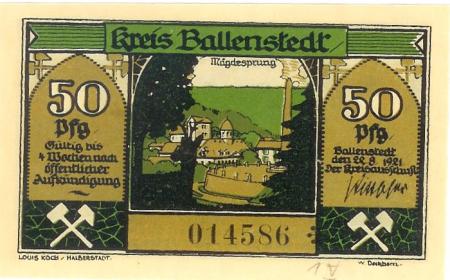 Kreis Ballenstedt
Mägdesprung
50
Pfg
Gültig bis
4 Wochen nach
öffentlicher
Aufkündigung
50
Pfg
Ballenstedt
den 22.8.1921
Der Kreisausschuß
014586
LOUIS KOCH - HALBERSTADT.